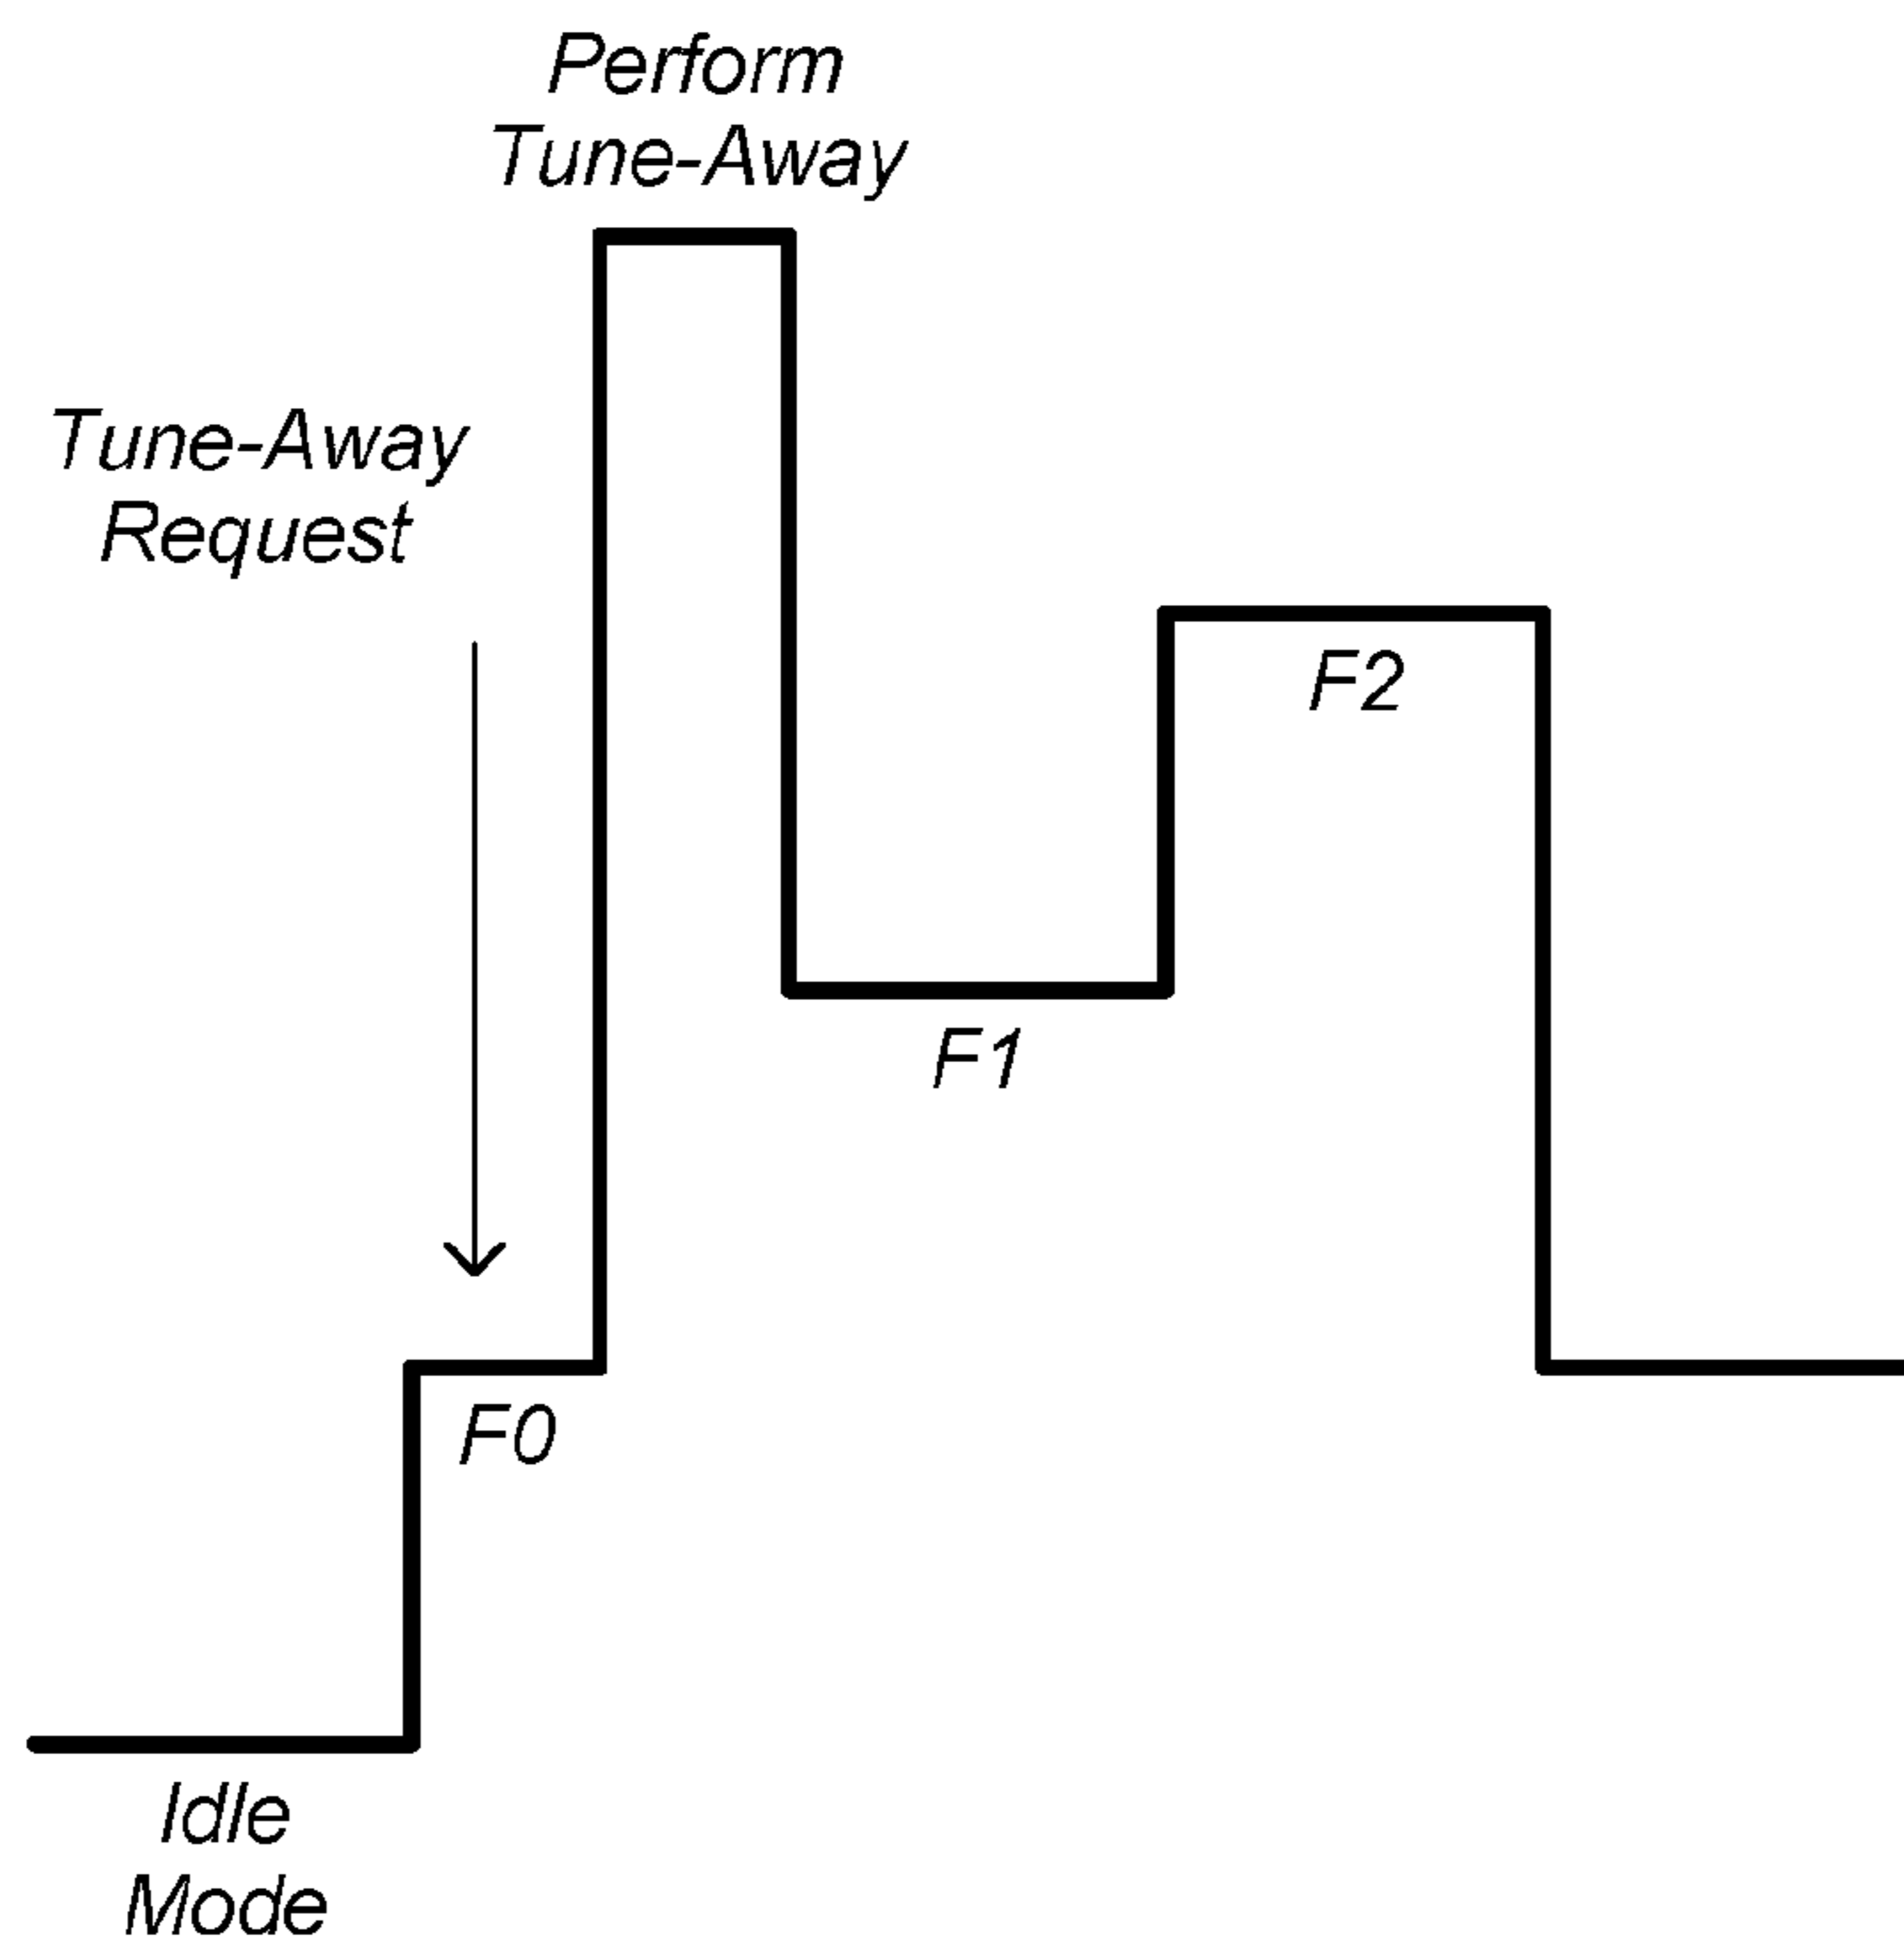 Perform
Tune-Away
Tune-Away
Request
F2
F1
F0
Idle
Mode